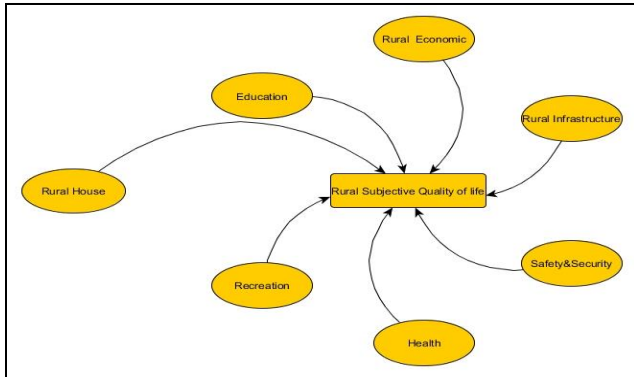 Rural  Economic
Education
Rural Infrastructure
Rural House
Rural Subjective Quality of life
Safety&Security
Recreation
Health